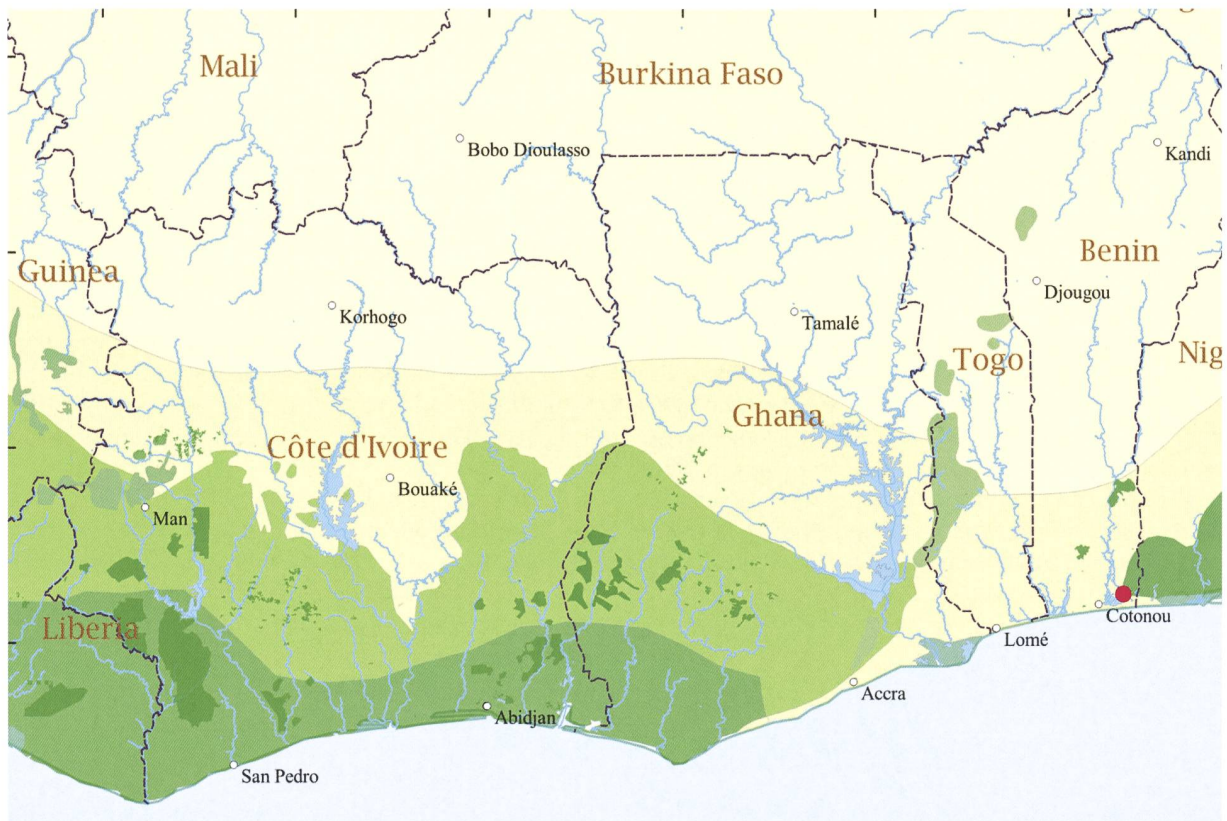 Mali
Burkina Faso
Bobo Dioulasso
Kandi
Guinea
Benin
Djougou
Korhogo
Tamalé
Togo
Nig
Ghana
Côte d'Ivoire
Bouaké
Man
Liberia
Cotonou
Lomé
Accra
Abidjan
San Pedro